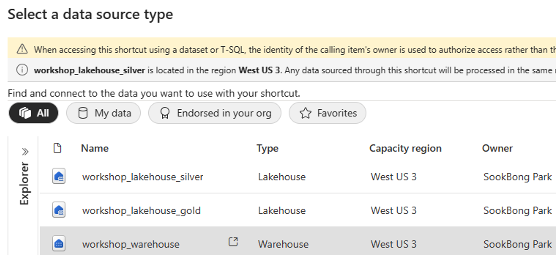 Select a data source type
When accessing this shortcut using a dataset or T-SQL, the identity of the calling item's owner is used to authorize access rather
workshop_lakehouse_silver is located in the region West US 3. Any data sourced through this shortcut will be processed in the same
Find and connect to the data you want to use with your shortcut.
All My data Endorsed in your org Favorites
Explorer
Name Type Capacity region Owner
workshop_lakehouse_silver Lakehouse West US 3 SookBong Park
workshop_lakehouse_gold Lakehouse West US 3 SookBong Park
workshop_warehouse Warehouse West US 3 SookBong Park